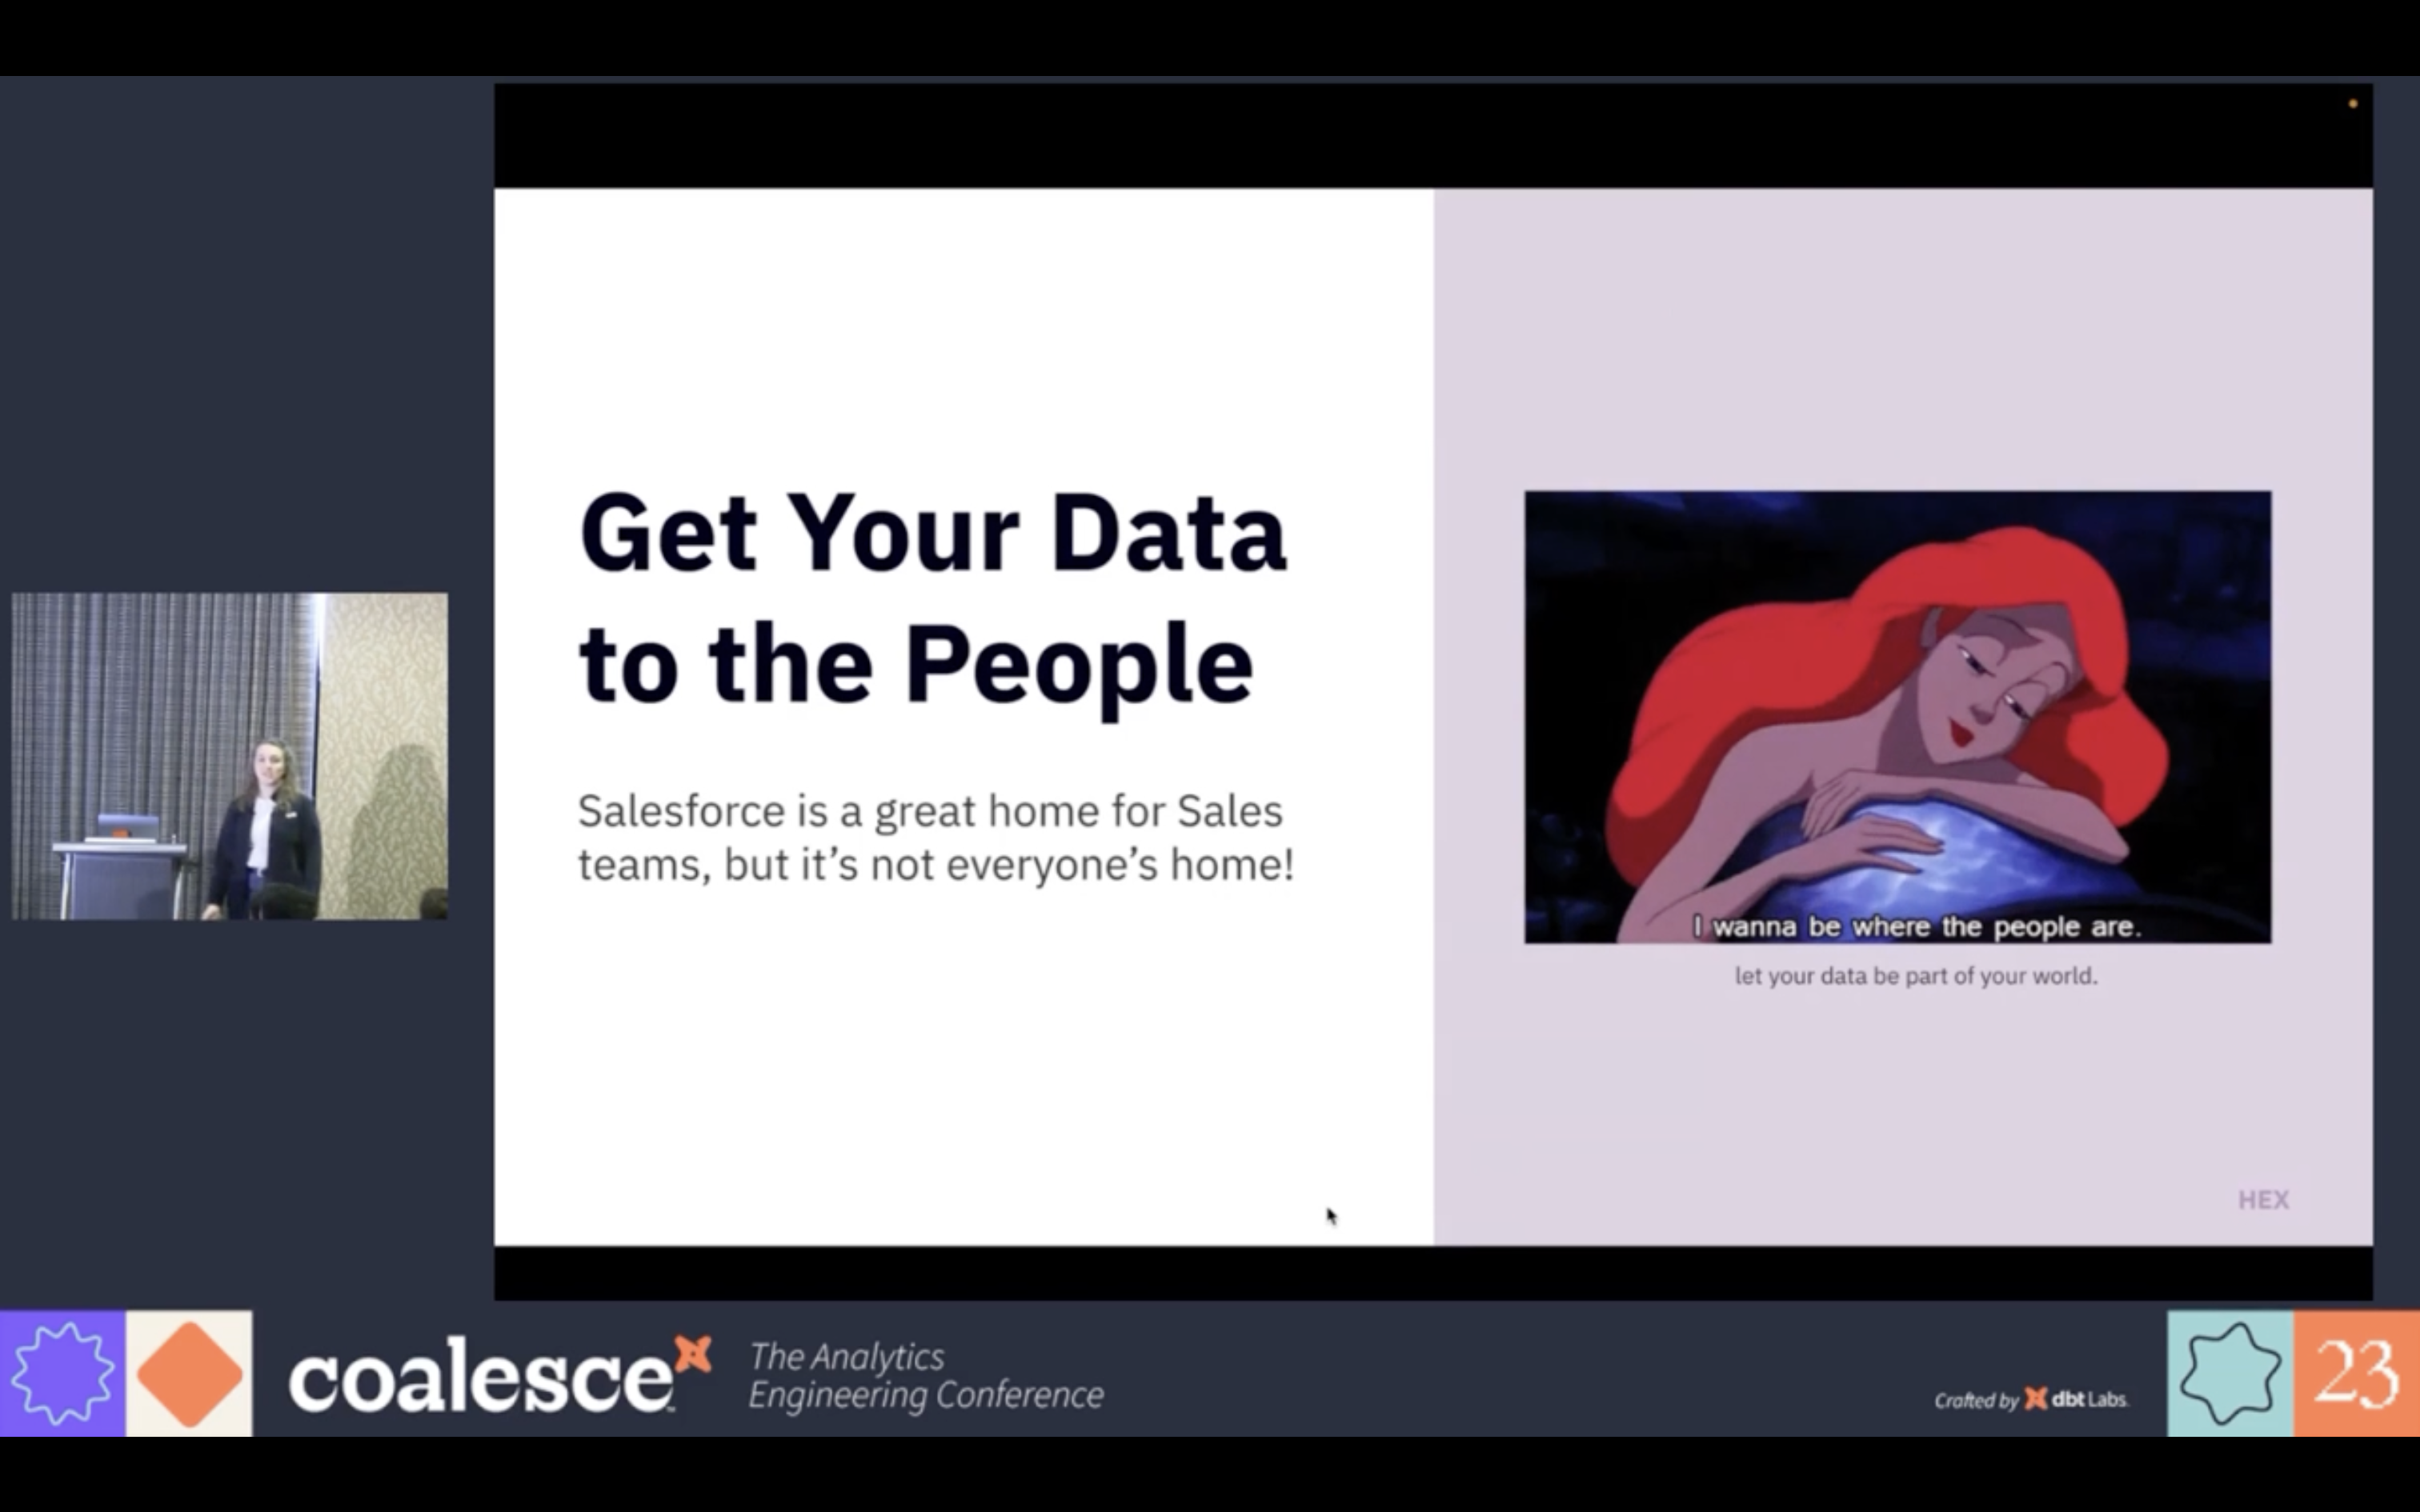 Get Your Data
to the People
Salesforce is a great home for Sales
teams, but it's not everyone's home!
I wanna be where the people are.
let your data be part of your world.
HEX
coalesce
The Analytics
Engineering Conference
Crafted by dbt Labs.
23